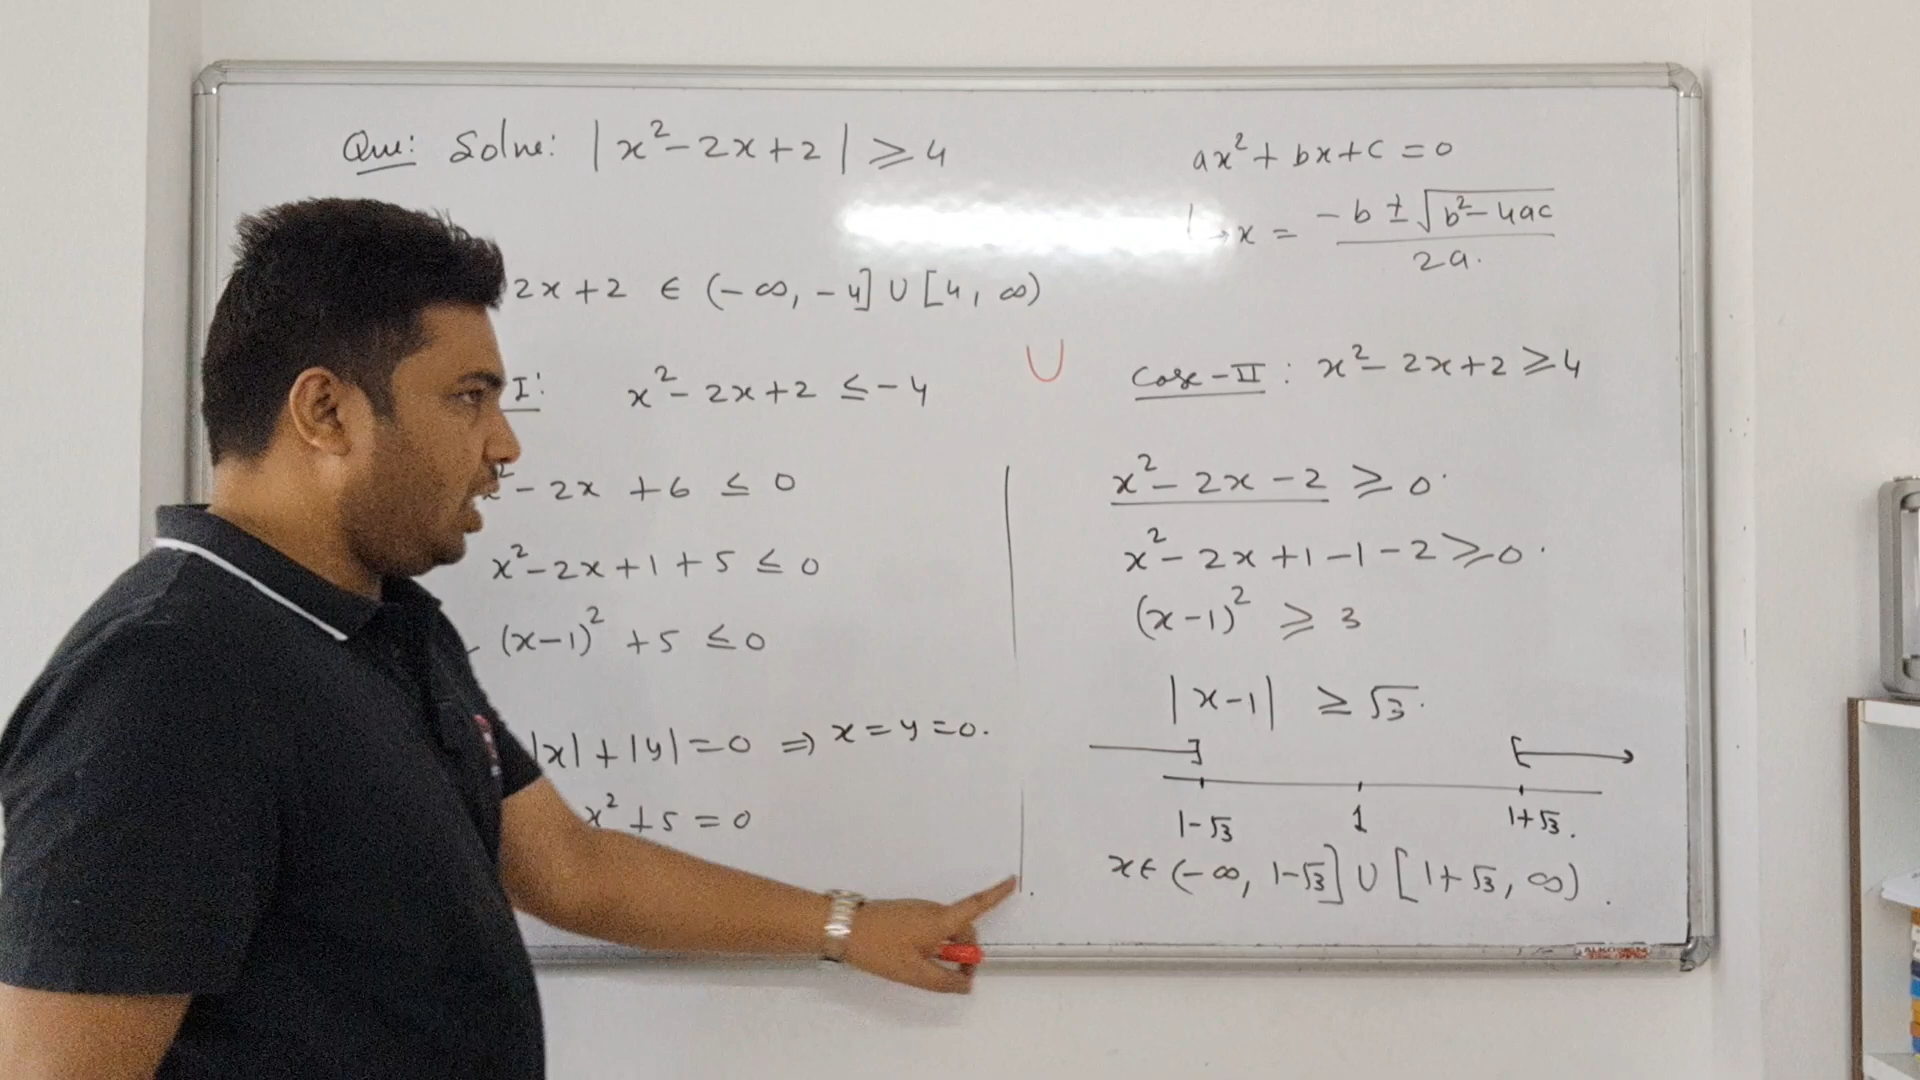 Que: Solve: |x²-2x+2| ≥ 4
ax²+bx+c=0
↳ x = (-b±√(b²-4ac))/2a.
2x+2 ∈ (-∞, -4] ∪ [4, ∞)
I: x²-2x+2 ≤ -4
x²-2x+6 ≤ 0
x²-2x+1+5 ≤ 0
(x-1)²+5 ≤ 0
|x|+|y|=0 ⇒ x=y=0.
x²+5=0
∪
Case-II: x²-2x+2 ≥ 4
x²-2x-2 ≥ 0.
x²-2x+1-1-2 ≥ 0.
(x-1)² ≥ 3
|x-1| ≥ √3.
1-√3 1 1+√3.
x∈(-∞, 1-√3] ∪ [1+√3, ∞).